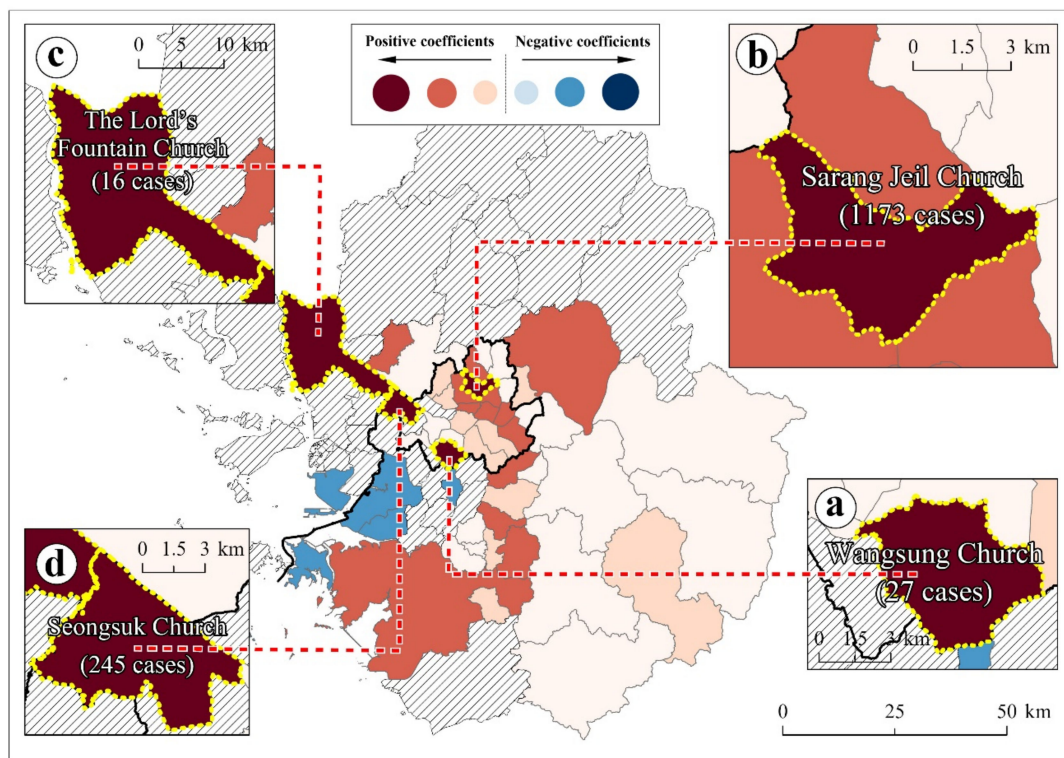 c
0 5 10 km
The Lord's
Fountain Church
(16 cases)
Positive coefficients
Negative coefficients
b
0 1.5 3 km
Sarang Jeil Church
(1173 cases)
d
0 1.5 3 km
Seongsuk Church
(245 cases)
a
Wangsung Church
(27 cases)
0 1.5 3 km
0 25 50 km